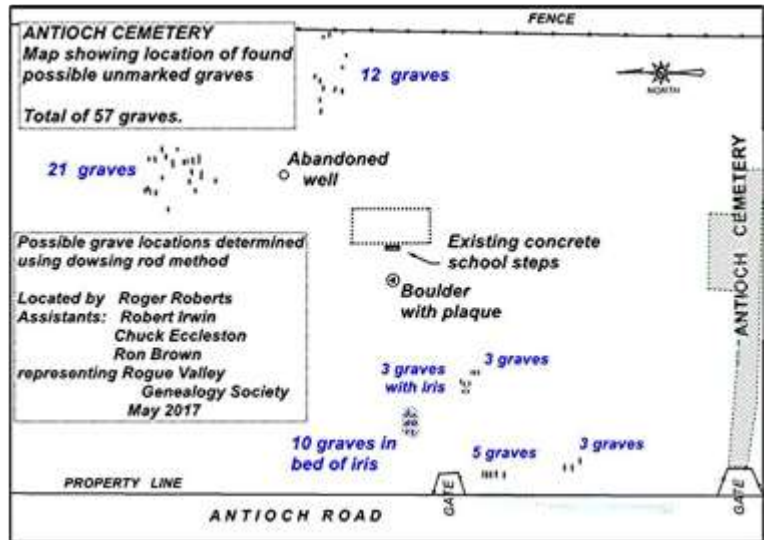 FENCE
ANTIOCH CEMETERY
Map showing location of found
possible unmarked graves
Total of 57 graves.
12 graves
NORTH
21 graves
Abandoned
well
Possible grave locations determined
using dowsing rod method
Located by Roger Roberts
Assistants: Robert Irwin
Chuck Eccleston
Ron Brown
representing Rogue Valley
Genealogy Society
May 2017
Existing concrete
school steps
Boulder
with plaque
ANTIOCH CEMETERY
3 graves
with iris
3 graves
10 graves in
bed of iris
5 graves
3 graves
PROPERTY LINE
GATE
GATE
ANTIOCH ROAD